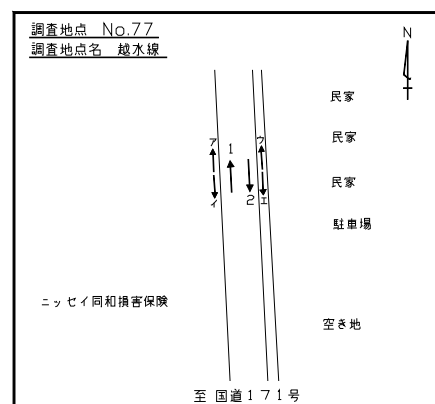 調査地点 No.77
調査地点名 越水線
N
民家
民家
ア 1 ウ
民家
イ 2 エ
駐車場
ニッセイ同和損害保険
空き地
至 国道171号